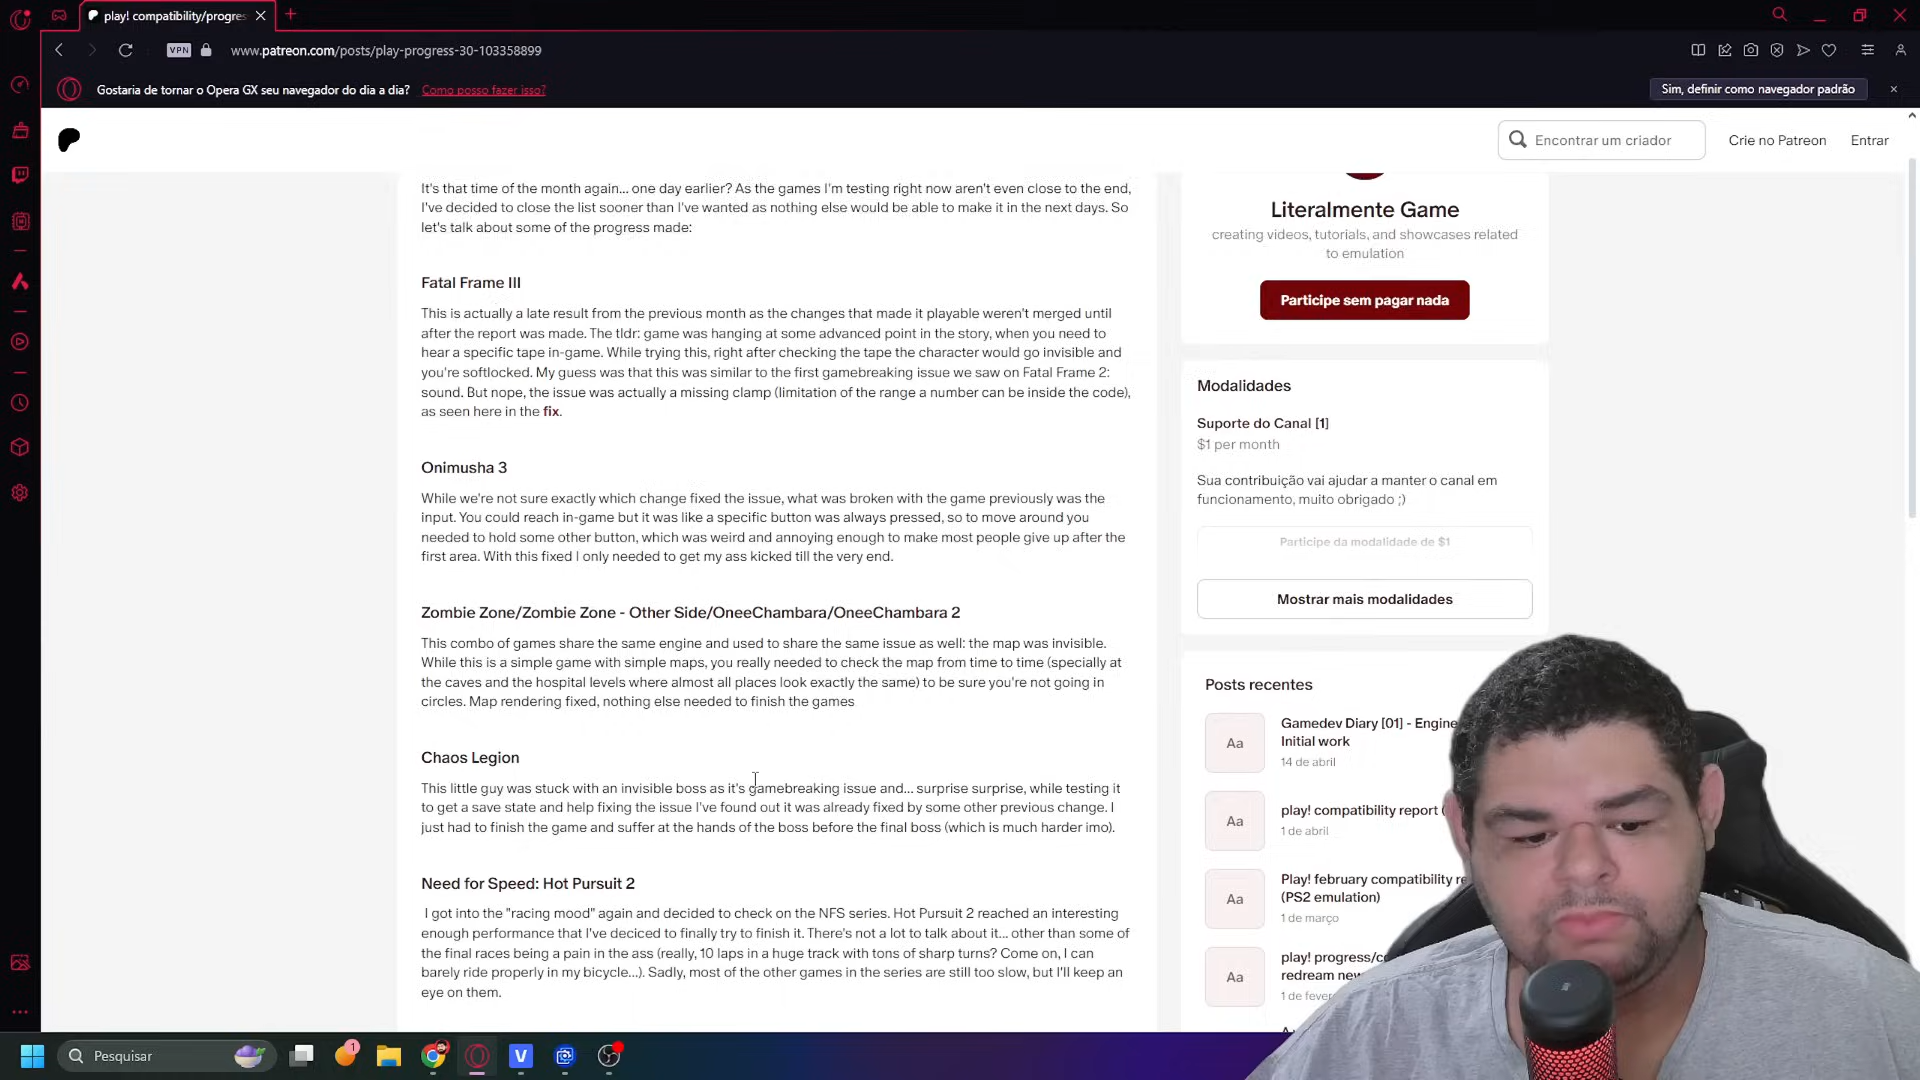 play! compatibility/progres
VPN
www.patreon.com/posts/play-progress-30-103358899
Gostaria de tornar o Opera GX seu navegador do dia a dia? Como posso fazer isso?
Sim, definir como navegador padrão
Encontrar um criador
Crie no Patreon
Entrar
It's that time of the month again... one day earlier? As the games I'm testing right now aren't even close to the end,
I've decided to close the list sooner than I've wanted as nothing else would be able to make it in the next days. So
let's talk about some of the progress made:
Fatal Frame III
This is actually a late result from the previous month as the changes that made it playable weren't merged until
after the report was made. The tldr: game was hanging at some advanced point in the story, when you need to
hear a specific tape in-game. While trying this, right after checking the tape the character would go invisible and
you're softlocked. My guess was that this was similar to the first gamebreaking issue we saw on Fatal Frame 2:
sound. But nope, the issue was actually a missing clamp (limitation of the range a number can be inside the code),
as seen here in the fix.
Onimusha 3
While we're not sure exactly which change fixed the issue, what was broken with the game previously was the
input. You could reach in-game but it was like a specific button was always pressed, so to move around you
needed to hold some other button, which was weird and annoying enough to make most people give up after the
first area. With this fixed I only needed to get my ass kicked till the very end.
Zombie Zone/Zombie Zone - Other Side/OneeChambara/OneeChambara 2
This combo of games share the same engine and used to share the same issue as well: the map was invisible.
While this is a simple game with simple maps, you really needed to check the map from time to time (specially at
the caves and the hospital levels where almost all places look exactly the same) to be sure you're not going in
circles. Map rendering fixed, nothing else needed to finish the games
Chaos Legion
This little guy was stuck with an invisible boss as it's gamebreaking issue and... surprise surprise, while testing it
to get a save state and help fixing the issue I've found out it was already fixed by some other previous change. I
just had to finish the game and suffer at the hands of the boss before the final boss (which is much harder imo).
Need for Speed: Hot Pursuit 2
I got into the "racing mood" again and decided to check on the NFS series. Hot Pursuit 2 reached an interesting
enough performance that I've deciced to finally try to finish it. There's not a lot to talk about it... other than some of
the final races being a pain in the ass (really, 10 laps in a huge track with tons of sharp turns? Come on, I can
barely ride properly in my bicycle...). Sadly, most of the other games in the series are still too slow, but I'll keep an
eye on them.
Literalmente Game
creating videos, tutorials, and showcases related
to emulation
Participe sem pagar nada
Modalidades
Suporte do Canal [1]
$1 per month
Sua contribuição vai ajudar a manter o canal em
funcionamento, muito obrigado ;)
Participe da modalidade de $1
Mostrar mais modalidades
Posts recentes
Aa
Gamedev Diary [01] - Engine
Initial work
14 de abril
Aa
play! compatibility report (
1 de abril
Aa
Play! february compatibility re
(PS2 emulation)
1 de março
Aa
play! progress/co
redream new
1 de fever
Pesquisar
1
V